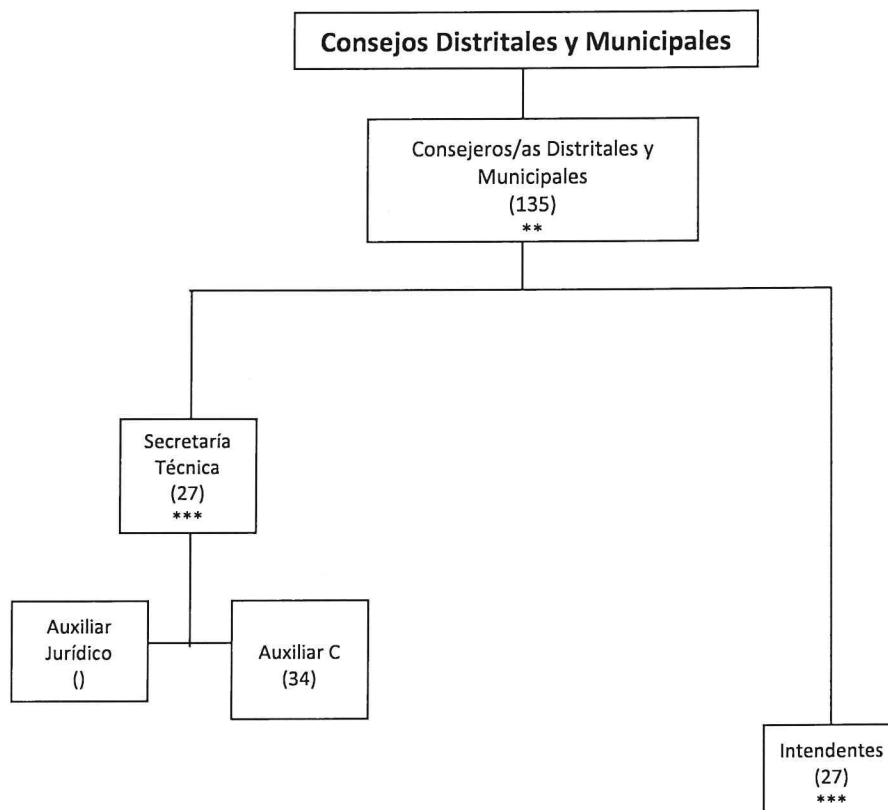 Consejos Distritales y Municipales
Consejeros/as Distritales y
Municipales
(135)
**
Secretaría
Técnica
(27)
***
Auxiliar
Jurídico
()
Auxiliar C
(34)
Intendentes
(27)
***